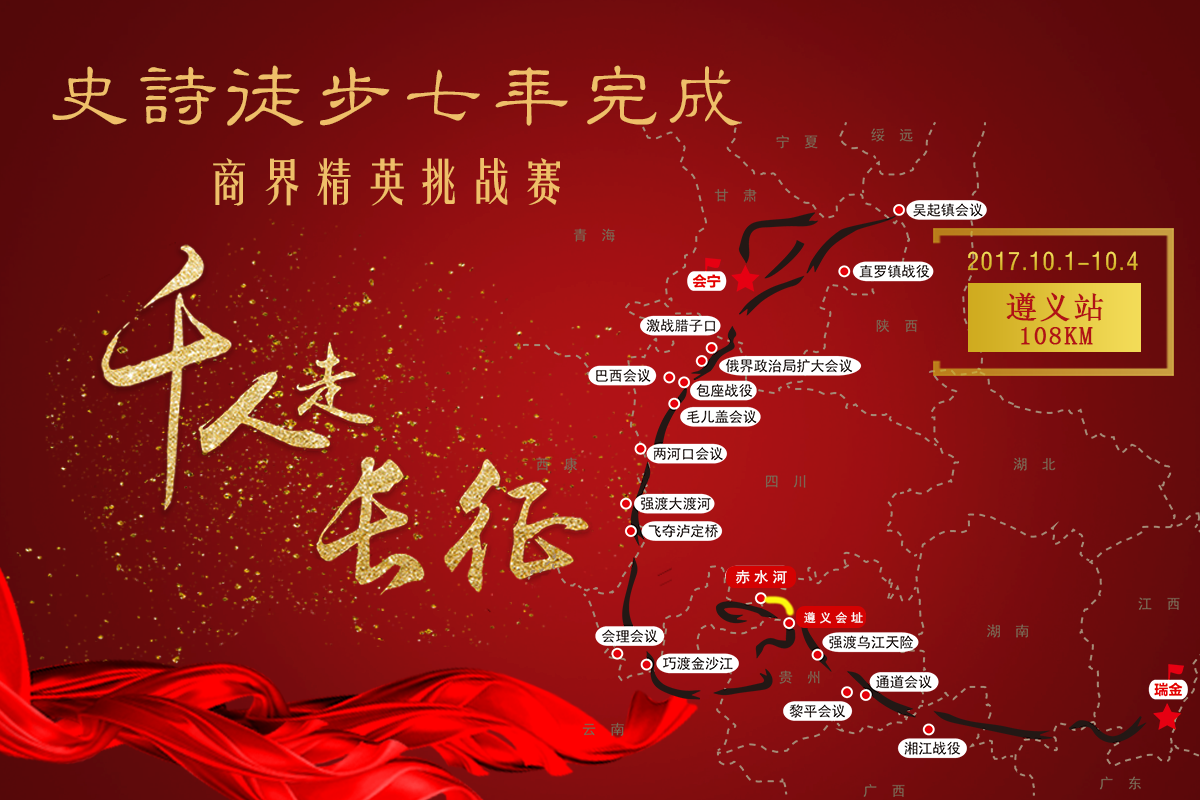 史詩徒步七年完成
商界精英挑战赛
千人走
长征
2017.10.1-10.4
遵义站
108KM
宁夏
绥远
甘肃
青海
吴起镇会议
直罗镇战役
会宁
陕西
激战腊子口
俄界政治局扩大会议
巴西会议
包座战役
毛儿盖会议
两河口会议
西康
四川
湖北
强渡大渡河
飞夺泸定桥
赤水河
遵义会址
江西
湖南
会理会议
强渡乌江天险
巧渡金沙江
贵州
通道会议
瑞金
黎平会议
云南
湘江战役
广西
广东